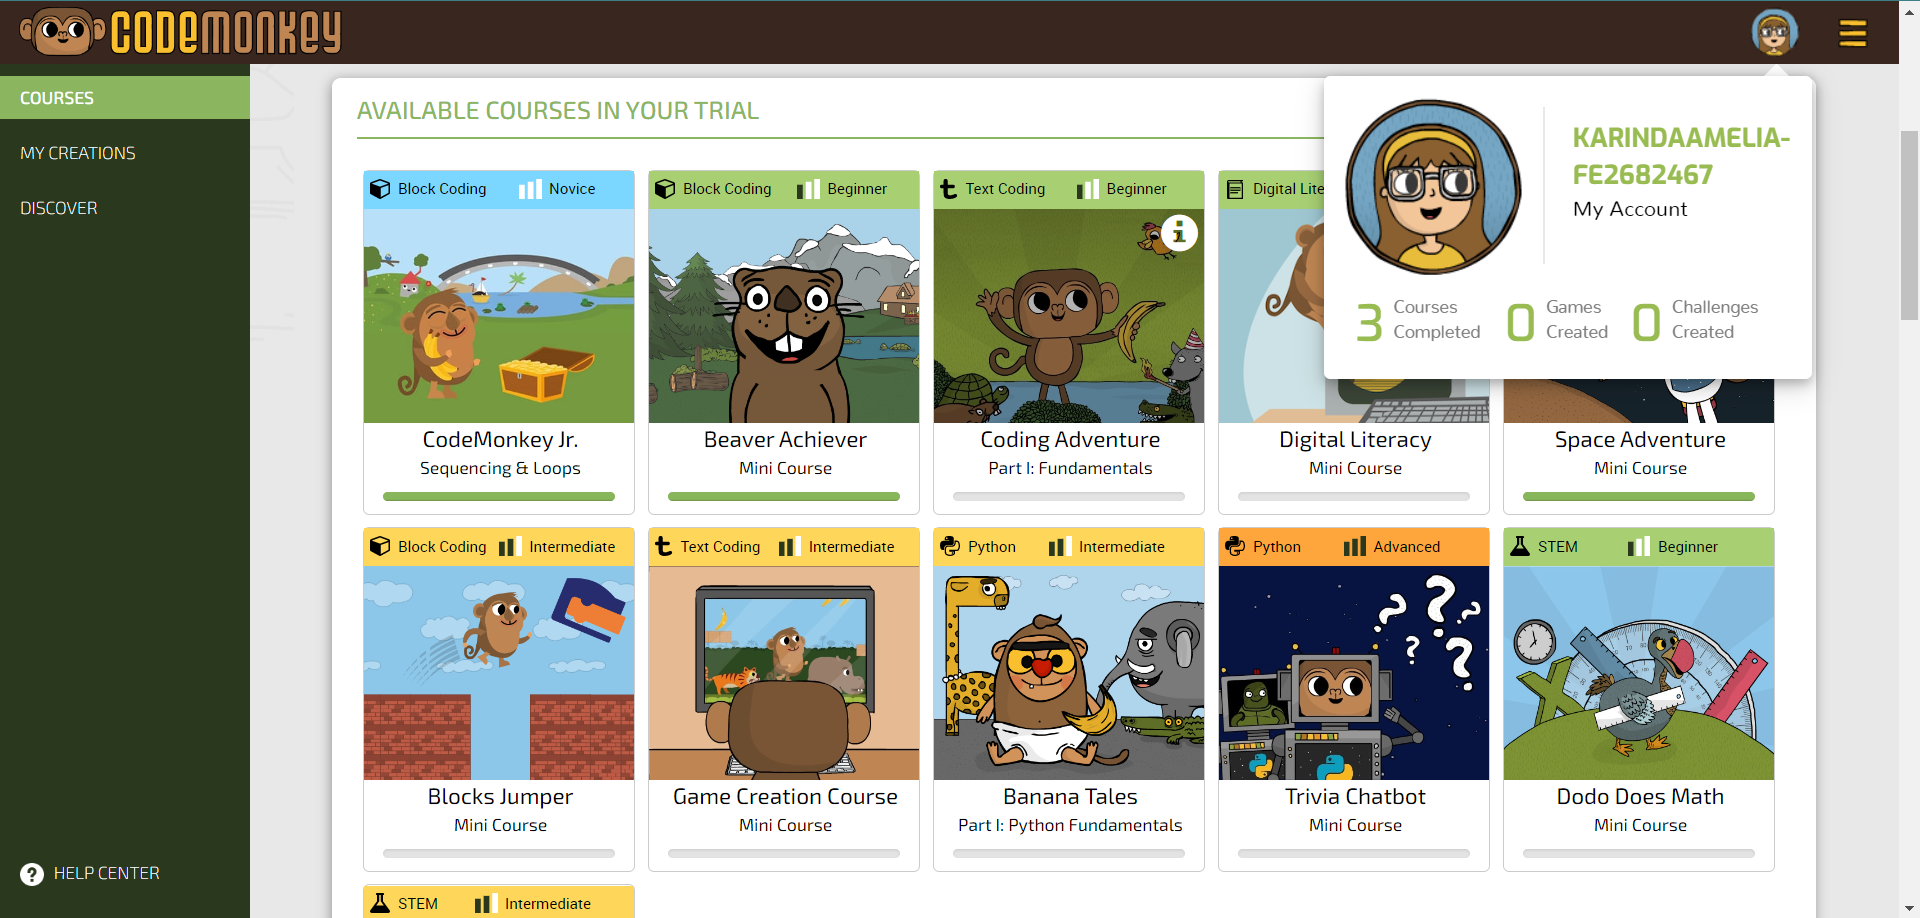 CODEMONKEY
COURSES
MY CREATIONS
DISCOVER
HELP CENTER
AVAILABLE COURSES IN YOUR TRIAL
KARINDAAMELIA-
FE2682467
My Account
3 Courses Completed
0 Games Created
0 Challenges Created
Block Coding Novice
CodeMonkey Jr.
Sequencing & Loops
Block Coding Beginner
Beaver Achiever
Mini Course
Text Coding Beginner
Coding Adventure
Part I: Fundamentals
Digital Lite
Digital Literacy
Mini Course
Space Adventure
Mini Course
Block Coding Intermediate
Blocks Jumper
Mini Course
Text Coding Intermediate
Game Creation Course
Mini Course
Python Intermediate
Banana Tales
Part I: Python Fundamentals
Python Advanced
Trivia Chatbot
Mini Course
STEM Beginner
Dodo Does Math
Mini Course
STEM Intermediate